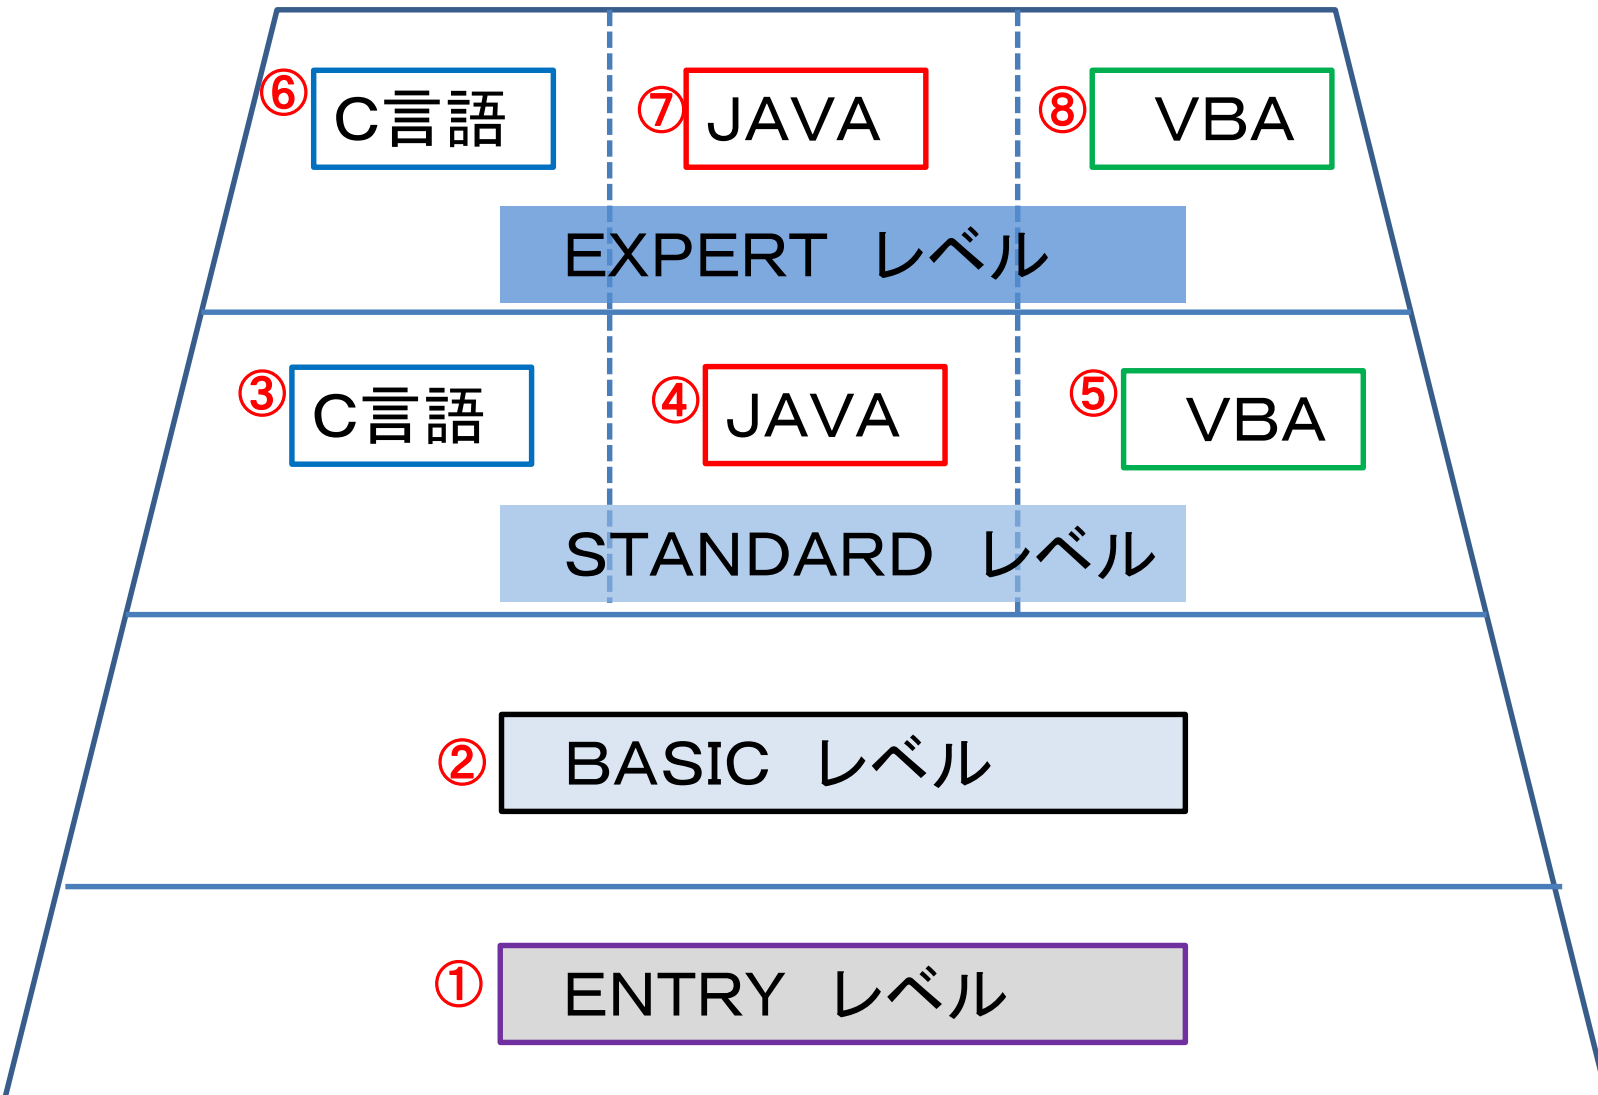 ⑥ C言語 ⑦ JAVA ⑧ VBA
EXPERT レベル
③ C言語 ④ JAVA ⑤ VBA
STANDARD レベル
② BASIC レベル
① ENTRY レベル